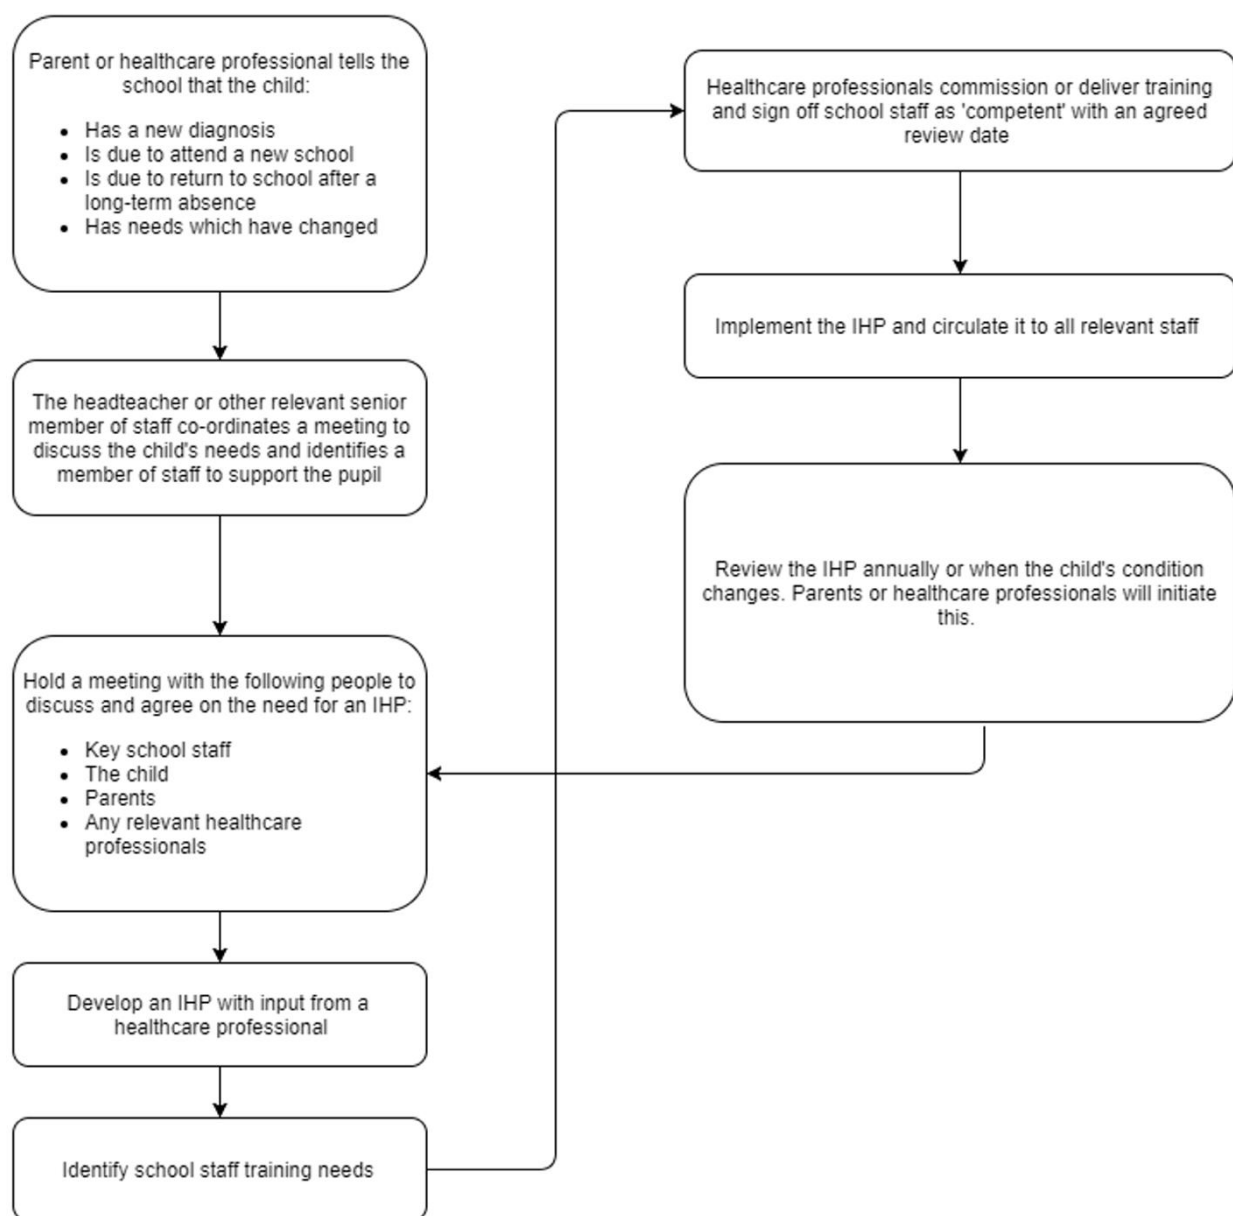 Parent or healthcare professional tells the
school that the child:
• Has a new diagnosis
• Is due to attend a new school
• Is due to return to school after a
long-term absence
• Has needs which have changed
The headteacher or other relevant senior
member of staff co-ordinates a meeting to
discuss the child's needs and identifies a
member of staff to support the pupil
Hold a meeting with the following people to
discuss and agree on the need for an IHP:
• Key school staff
• The child
• Parents
• Any relevant healthcare
professionals
Develop an IHP with input from a
healthcare professional
Identify school staff training needs
Healthcare professionals commission or deliver training
and sign off school staff as 'competent' with an agreed
review date
Implement the IHP and circulate it to all relevant staff
Review the IHP annually or when the child's condition
changes. Parents or healthcare professionals will initiate
this.